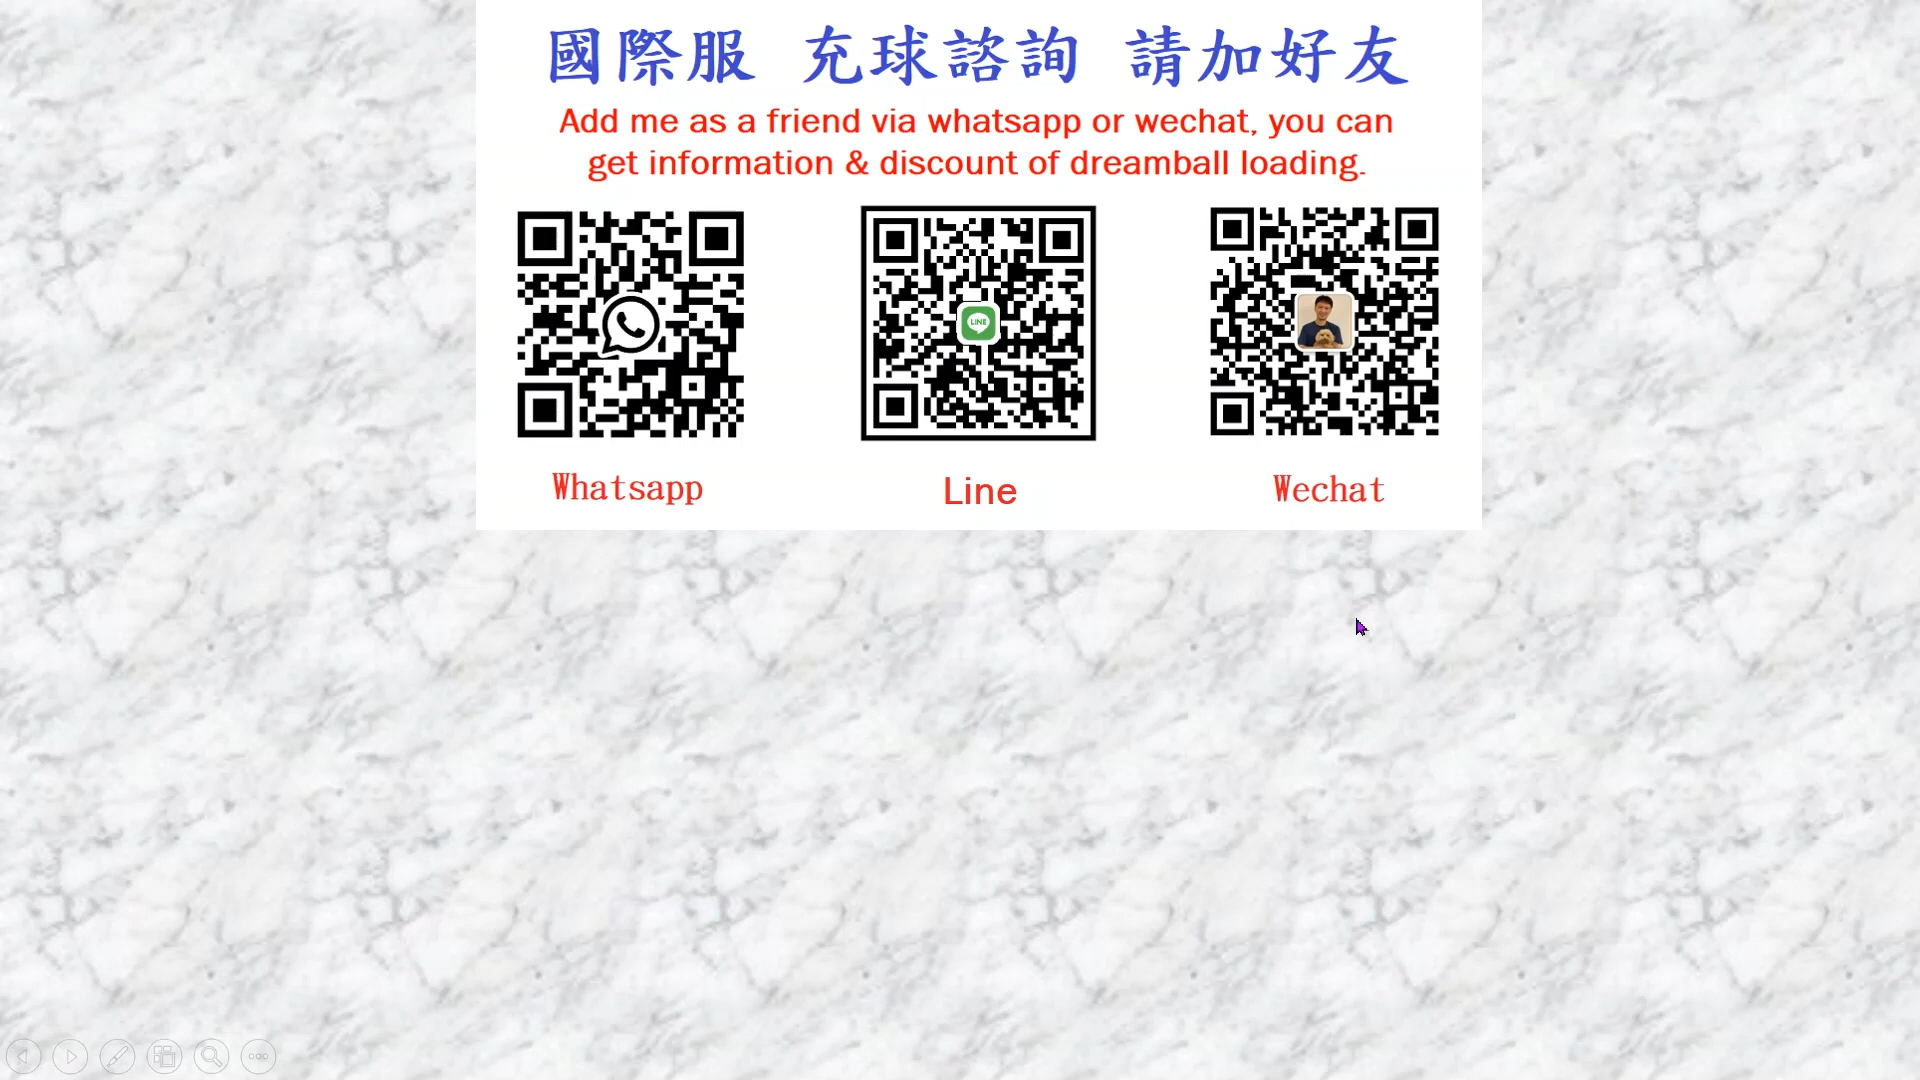 國際服 充球諮詢 請加好友
Add me as a friend via whatsapp or wechat, you can
get information & discount of dreamball loading.
LINE
Whatsapp
Line
Wechat